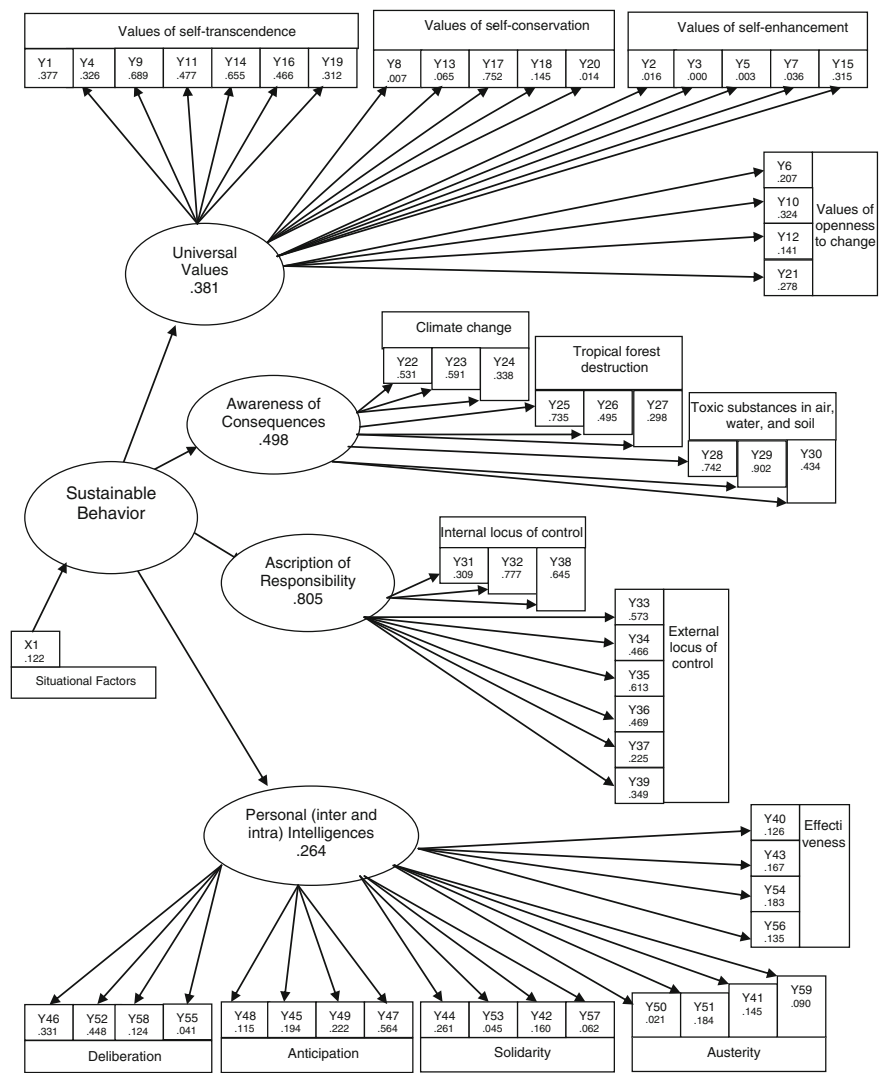 Values of self-transcendence
Y1 Y4 Y9 Y11 Y14 Y16 Y19
.377 .326 .689 .477 .655 .466 .312
Values of self-conservation
Y8 Y13 Y17 Y18 Y20
.007 .065 .752 .145 .014
Values of self-enhancement
Y2 Y3 Y5 Y7 Y15
.016 .000 .003 .036 .315
Y6
.207
Y10
.324
Y12
.141
Y21
.278
Values of
openness
to change
Universal
Values
.381
Climate change
Y22 Y23 Y24
.531 .591 .338
Tropical forest
destruction
Y25 Y26 Y27
.735 .495 .298
Toxic substances in air,
water, and soil
Y28 Y29 Y30
.742 .902 .434
Awareness of
Consequences
.498
Sustainable
Behavior
Internal locus of control
Y31 Y32 Y38
.309 .777 .645
Ascription of
Responsibility
.805
Y33
.573
Y34
.466
Y35
.613
Y36
.469
Y37
.225
Y39
.349
External
locus of
control
X1
.122
Situational Factors
Personal (inter and
intra) Intelligences
.264
Y40
.126
Y43
.167
Y54
.183
Y56
.135
Effecti
veness
Y46 Y52 Y58 Y55
.331 .448 .124 .041
Deliberation
Y48 Y45 Y49 Y47
.115 .194 .222 .564
Anticipation
Y44 Y53 Y42 Y57
.261 .045 .160 .062
Solidarity
Y50 Y51 Y41 Y59
.021 .184 .145 .090
Austerity